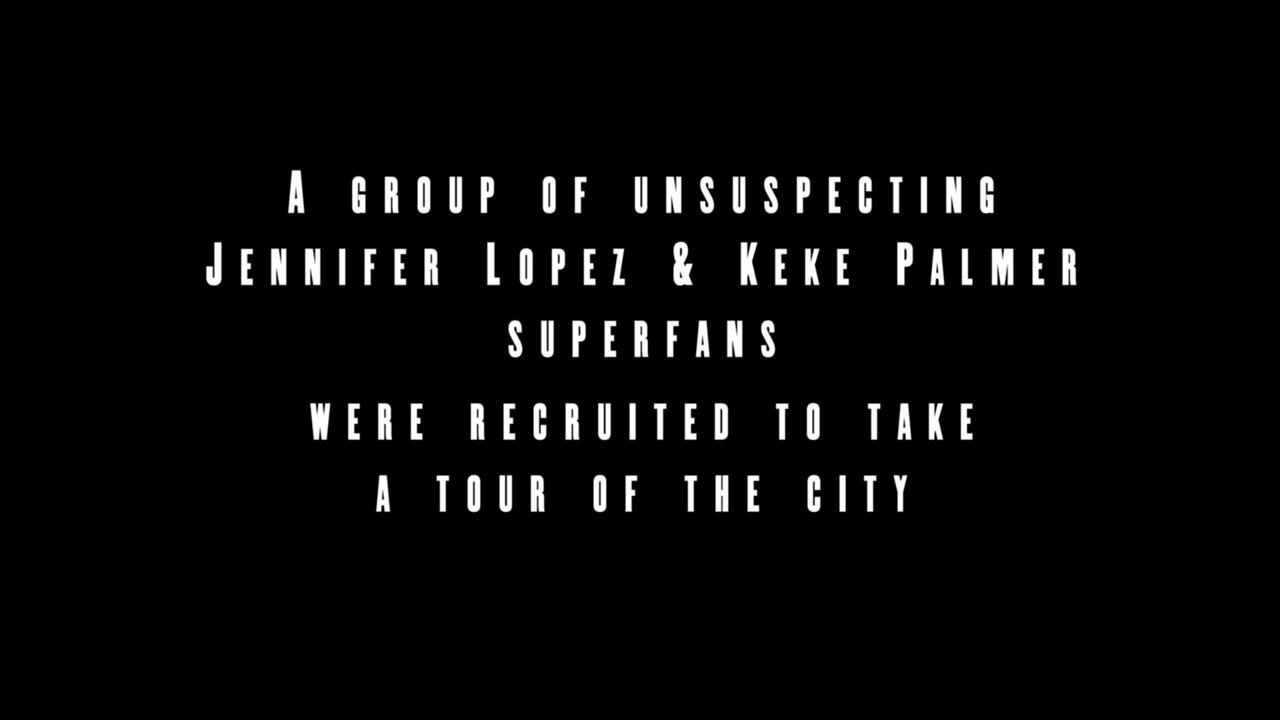 A GROUP OF UNSUSPECTING
JENNIFER LOPEZ & KEKE PALMER
SUPERFANS
WERE RECRUITED TO TAKE
A TOUR OF THE CITY